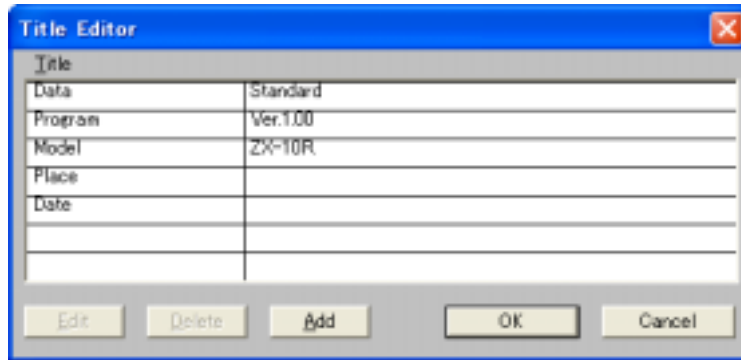 Title Editor
Title
Data Standard
Program Ver.1.00
Model ZX-10R
Place
Date
Edit Delete Add OK Cancel